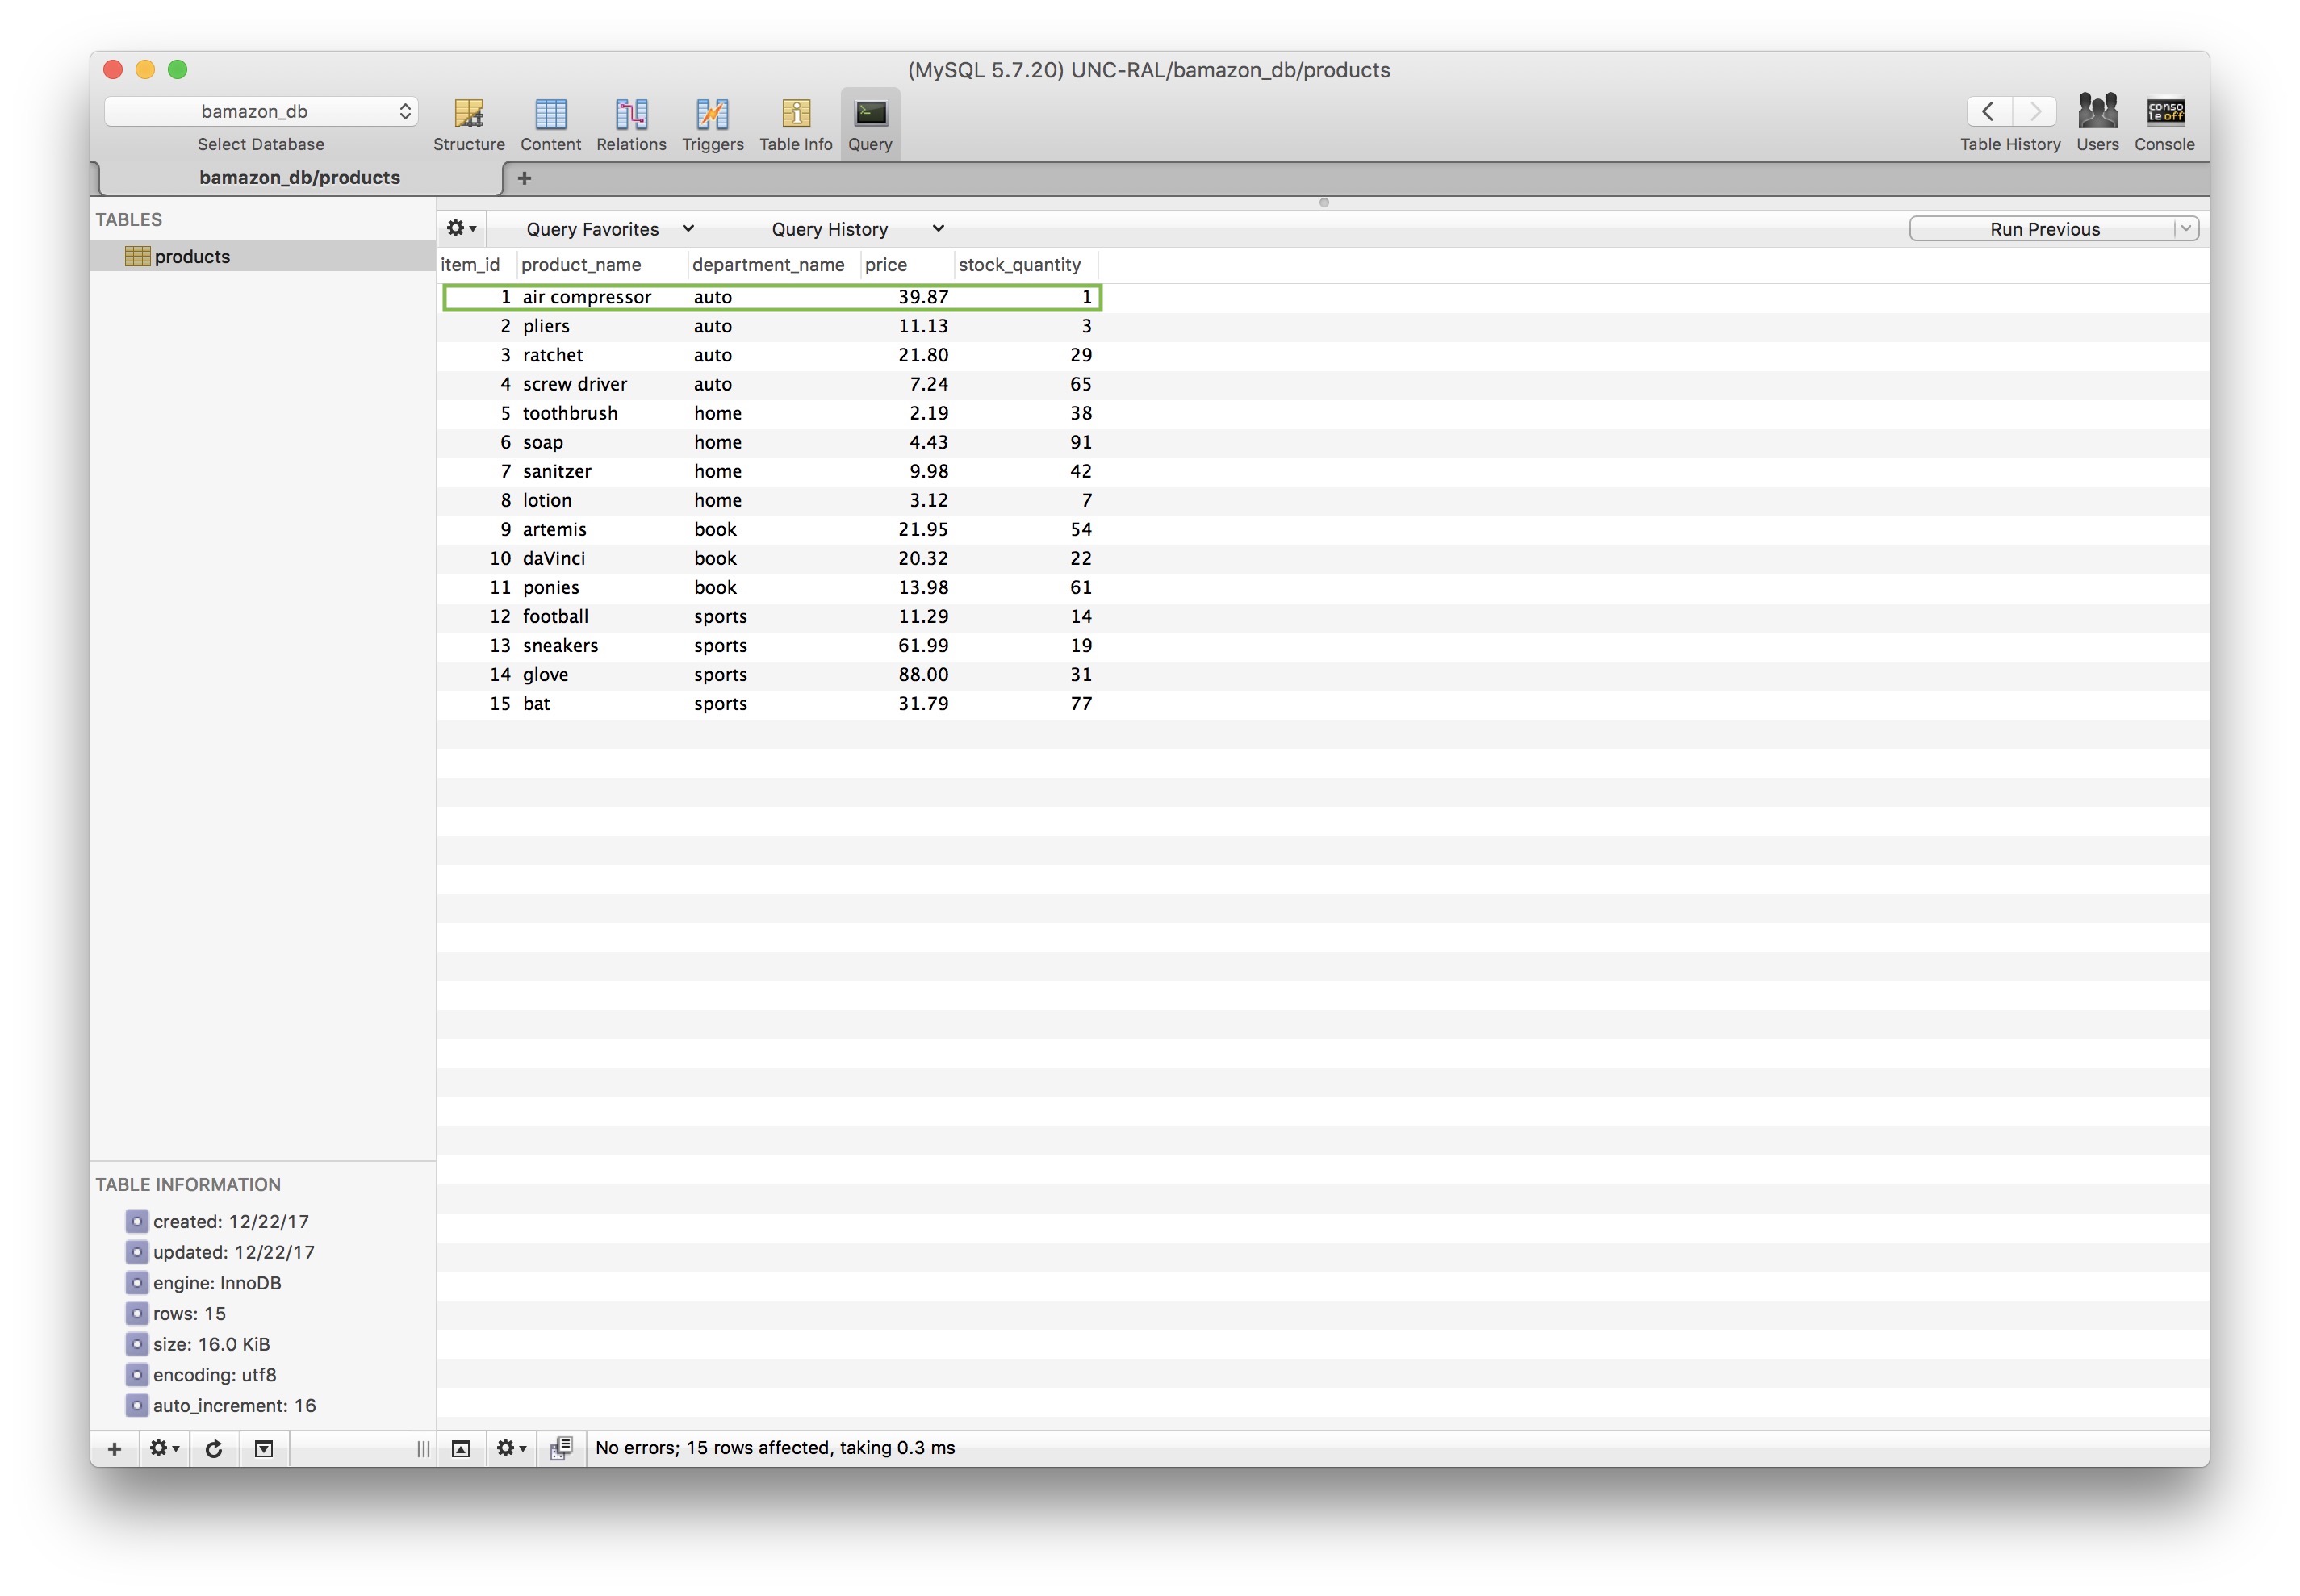 (MySQL 5.7.20) UNC-RAL/bamazon_db/products
bamazon_db
conso
le off
Select Database Structure Content Relations Triggers Table Info Query Table History Users Console
bamazon_db/products +
TABLES
products
Query Favorites Query History Run Previous
item_id product_name department_name price stock_quantity
1 air compressor auto 39.87 1
2 pliers auto 11.13 3
3 ratchet auto 21.80 29
4 screw driver auto 7.24 65
5 toothbrush home 2.19 38
6 soap home 4.43 91
7 sanitzer home 9.98 42
8 lotion home 3.12 7
9 artemis book 21.95 54
10 daVinci book 20.32 22
11 ponies book 13.98 61
12 football sports 11.29 14
13 sneakers sports 61.99 19
14 glove sports 88.00 31
15 bat sports 31.79 77
TABLE INFORMATION
created: 12/22/17
updated: 12/22/17
engine: InnoDB
rows: 15
size: 16.0 KiB
encoding: utf8
auto_increment: 16
No errors; 15 rows affected, taking 0.3 ms